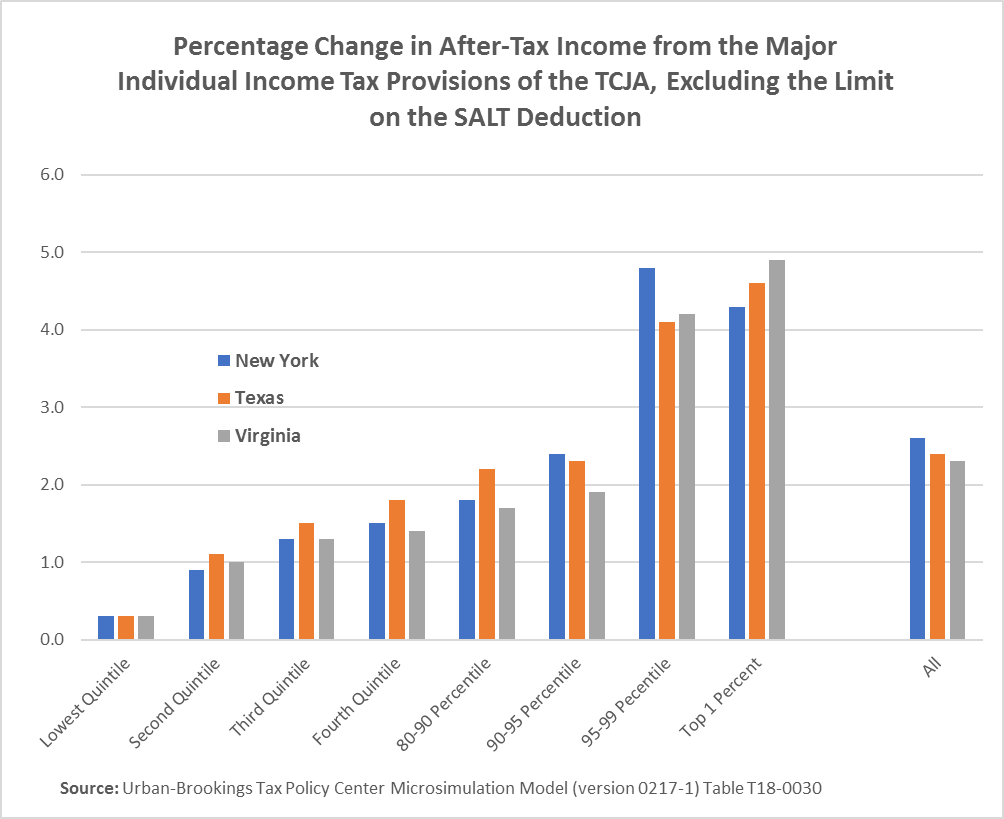 Percentage Change in After-Tax Income from the Major
Individual Income Tax Provisions of the TCJA, Excluding the Limit
on the SALT Deduction
6.0
5.0
4.0
3.0
2.0
1.0
0.0
New York
Texas
Virginia
Lowest Quintile
Second Quintile
Third Quintile
Fourth Quintile
80-90 Percentile
90-95 Percentile
95-99 Pecentile
Top 1 Percent
All
Source: Urban-Brookings Tax Policy Center Microsimulation Model (version 0217-1) Table T18-0030